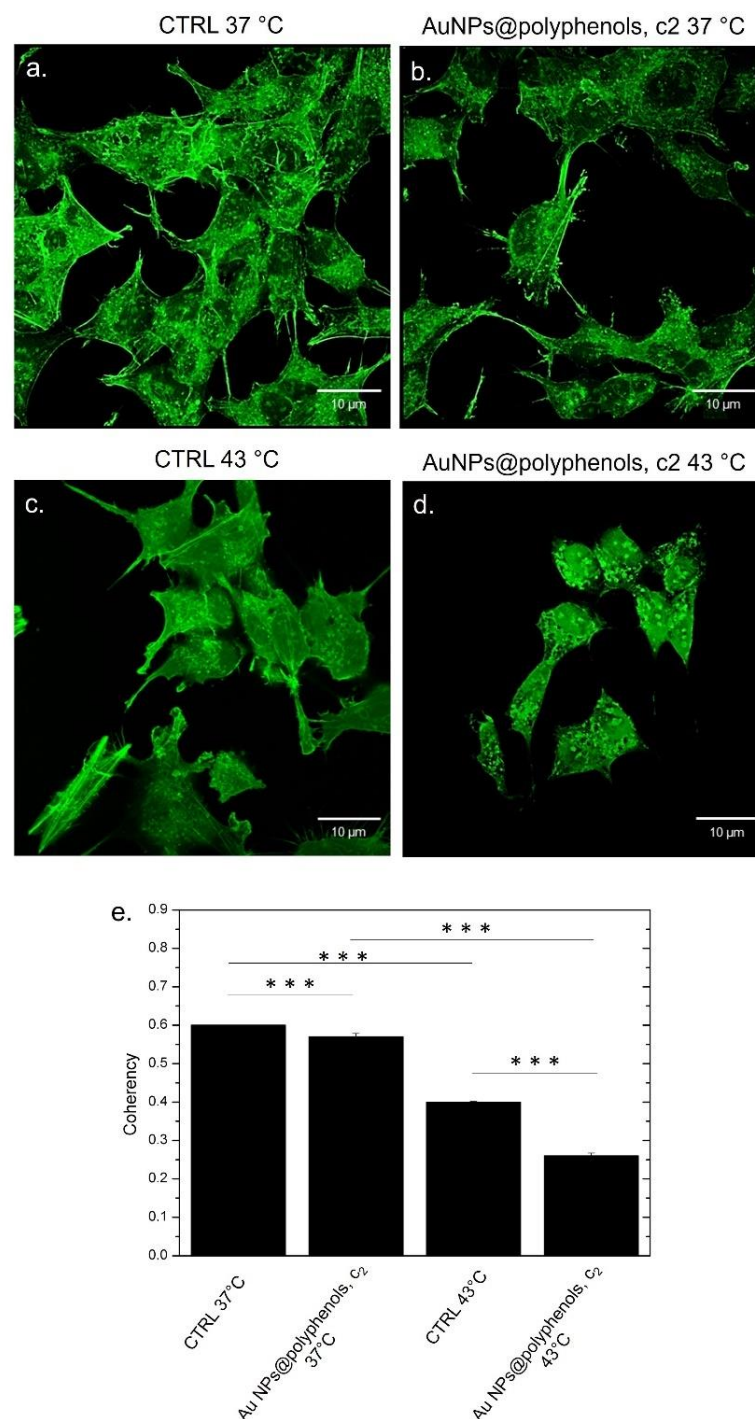 CTRL 37 °C
AuNPs@polyphenols, c2 37 °C
a.
b.
10 µm
10 µm
CTRL 43 °C
AuNPs@polyphenols, c2 43 °C
c.
d.
10 µm
10 µm
e.
0.9
0.8
0.7
0.6
0.5
0.4
0.3
0.2
0.1
0.0
Coherency
* * *
* * *
* * *
* * *
CTRL 37°C
Au NPs@polyphenols, c₂
37°C
CTRL 43°C
Au NPs@polyphenols, c₂
43°C